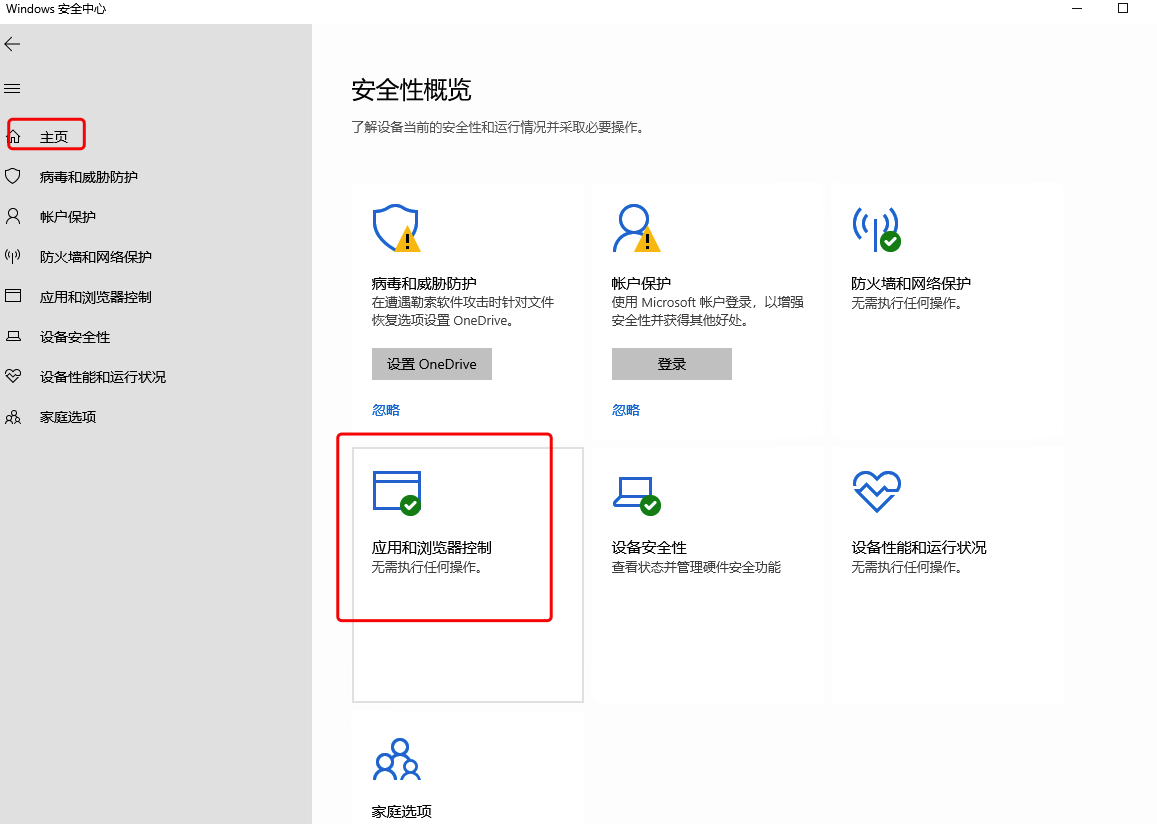 Windows 安全中心
主页
病毒和威胁防护
帐户保护
防火墙和网络保护
应用和浏览器控制
设备安全性
设备性能和运行状况
家庭选项
安全性概览
了解设备当前的安全性和运行情况并采取必要操作。
病毒和威胁防护
在遭遇勒索软件攻击时针对文件
恢复选项设置 OneDrive。
设置 OneDrive
忽略
帐户保护
使用 Microsoft 帐户登录，以增强
安全性并获得其他好处。
登录
忽略
防火墙和网络保护
无需执行任何操作。
应用和浏览器控制
无需执行任何操作。
设备安全性
查看状态并管理硬件安全功能
设备性能和运行状况
无需执行任何操作。
家庭选项